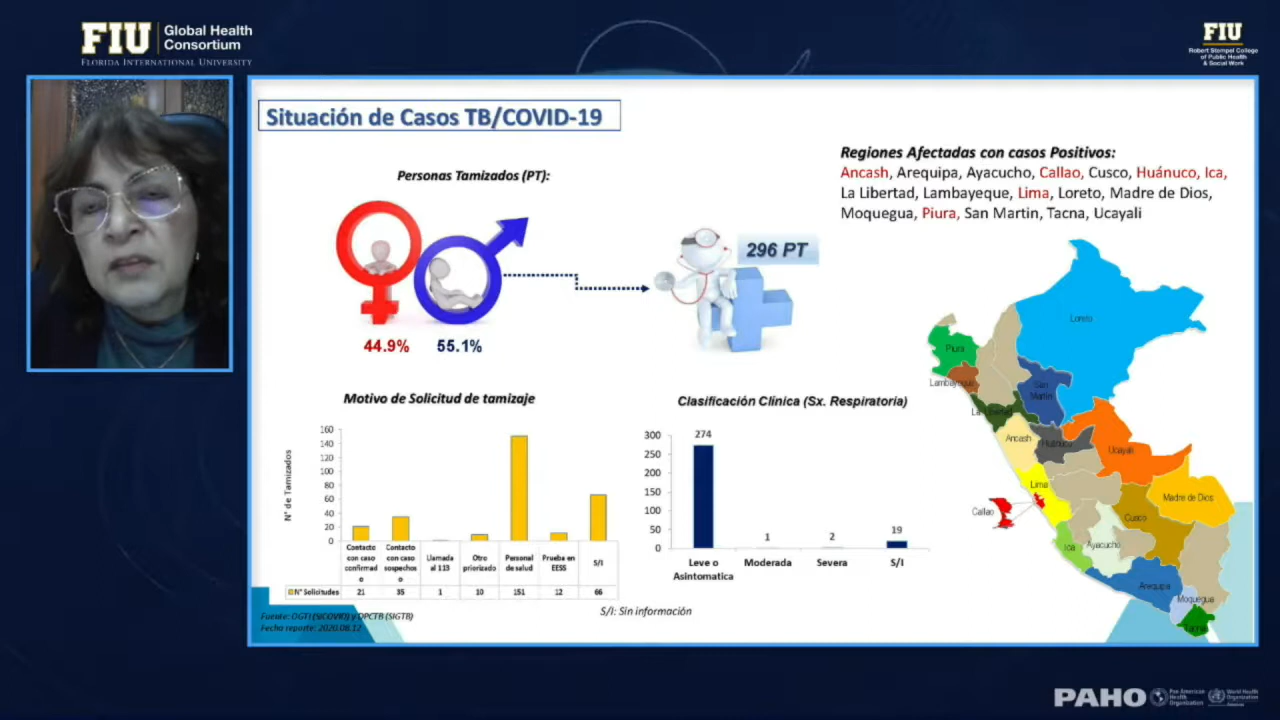 FIU Global Health Consortium
FLORIDA INTERNATIONAL UNIVERSITY
FIU
Robert Stempel College
of Public Health
& Social Work
Situación de Casos TB/COVID-19
Personas Tamizados (PT):
296 PT
44.9% 55.1%
Regiones Afectadas con casos Positivos:
Ancash, Arequipa, Ayacucho, Callao, Cusco, Huánuco, Ica,
La Libertad, Lambayeque, Lima, Loreto, Madre de Dios,
Moquegua, Piura, San Martin, Tacna, Ucayali
Motivo de Solicitud de tamizaje
N° de Tamizados
160
140
120
100
80
60
40
20
0
Contacto con caso confirmado
Contacto con caso sospechoso
Llamada al 113
Otro priorizado
Personal de salud
Prueba en EESS
S/I
N° Solicitudes 21 35 1 10 151 12 66
Clasificación Clínica (Sx. Respiratoria)
300
250
200
150
100
50
0
274 1 2 19
Leve o Asintomatica
Moderada
Severa
S/I
S/I: Sin información
Fuente: OGTI (SICOVID) y DPCTB (SIGTB)
Fecha reporte: 2020.08.12
Loreto
Piura
Lambayeque
San Martin
La Libertad
Ancash
Huánuco
Ucayali
Lima
Callao
Madre de Dios
Cusco
Ica
Ayacucho
Arequipa
Moquegua
Tacna
PAHO
Pan American Health Organization
World Health Organization